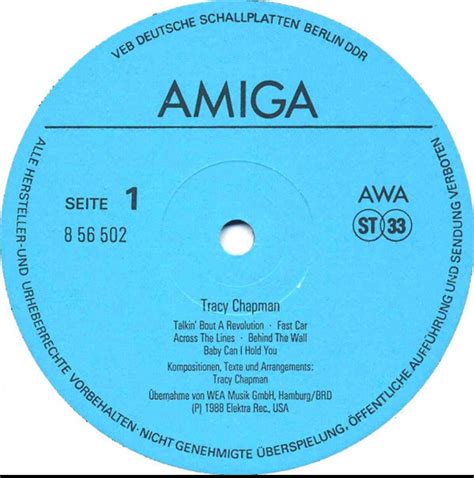 VEB DEUTSCHE SCHALLPLATTEN BERLIN DDR
AMIGA
SEITE 1
8 56 502
AWA
ST 33
Tracy Chapman
Talkin' Bout A Revolution · Fast Car
Across The Lines · Behind The Wall
Baby Can I Hold You
Kompositionen, Texte und Arrangements:
Tracy Chapman
Übernahme von WEA Musik GmbH, Hamburg/BRD
(P) 1988 Elektra Rec., USA
ALLE HERSTELLER- UND URHEBERRECHTE VORBEHALTEN · NICHT GENEHMIGTE ÜBERSPIELUNG, ÖFFENTLICHE AUFFÜHRUNG UND SENDUNG VERBOTEN